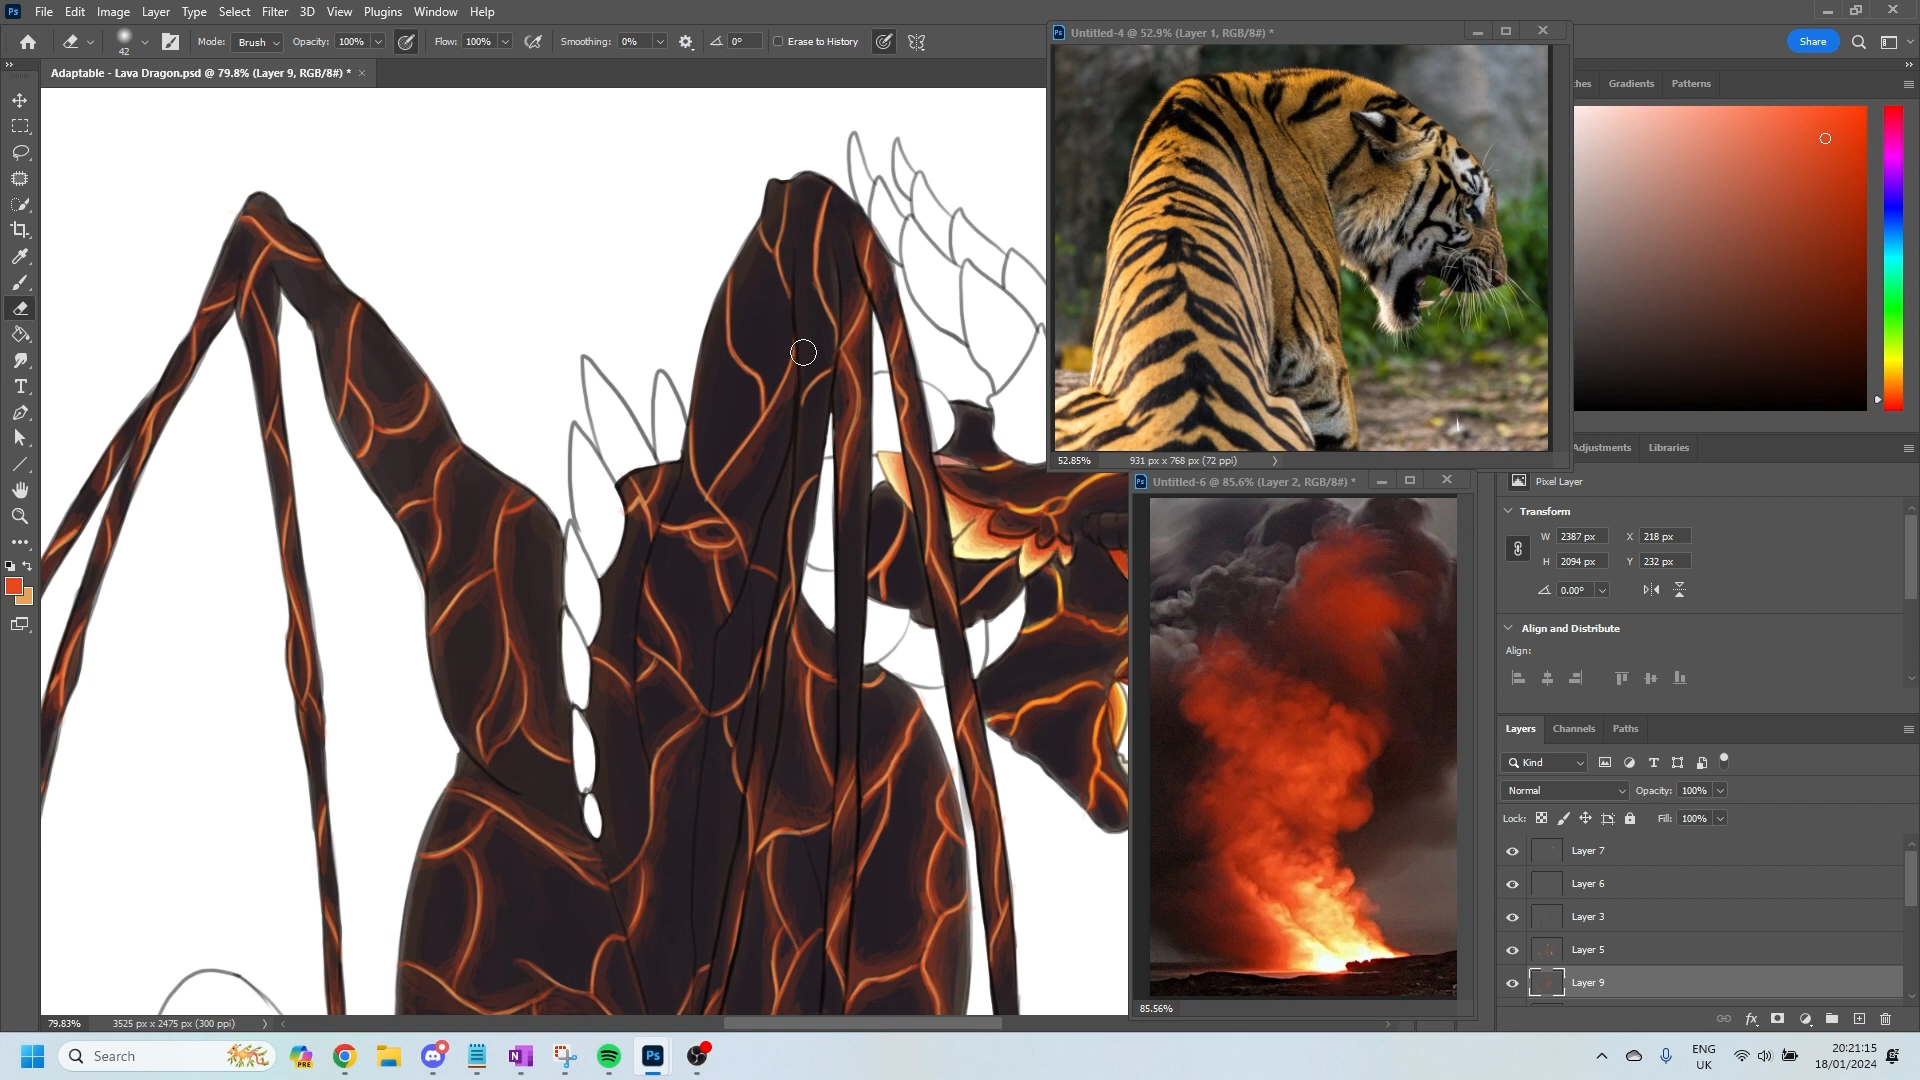 Ps File Edit Image Layer Type Select Filter 3D View Plugins Window Help
42 Mode: Brush Opacity: 100% Flow: 100% Smoothing: 0% 0° Erase to History
Share
Adaptable - Lava Dragon.psd @ 79.8% (Layer 9, RGB/8#) *
Untitled-4 @ 52.9% (Layer 1, RGB/8#) *
Gradients Patterns
52.85% 931 px x 768 px (72 ppi)
Adjustments Libraries
Untitled-6 @ 85.6% (Layer 2, RGB/8#) *
Pixel Layer
Transform
W 2387 px X 218 px
H 2094 px Y 232 px
0.00°
Align and Distribute
Align:
Layers Channels Paths
Kind
Normal Opacity: 100%
Lock: Fill: 100%
Layer 7
Layer 6
Layer 3
Layer 5
Layer 9
fx
85.56%
79.83% 3525 px x 2475 px (300 ppi)
Search
PRE
N
Ps
ENG
UK
20:21:15
18/01/2024